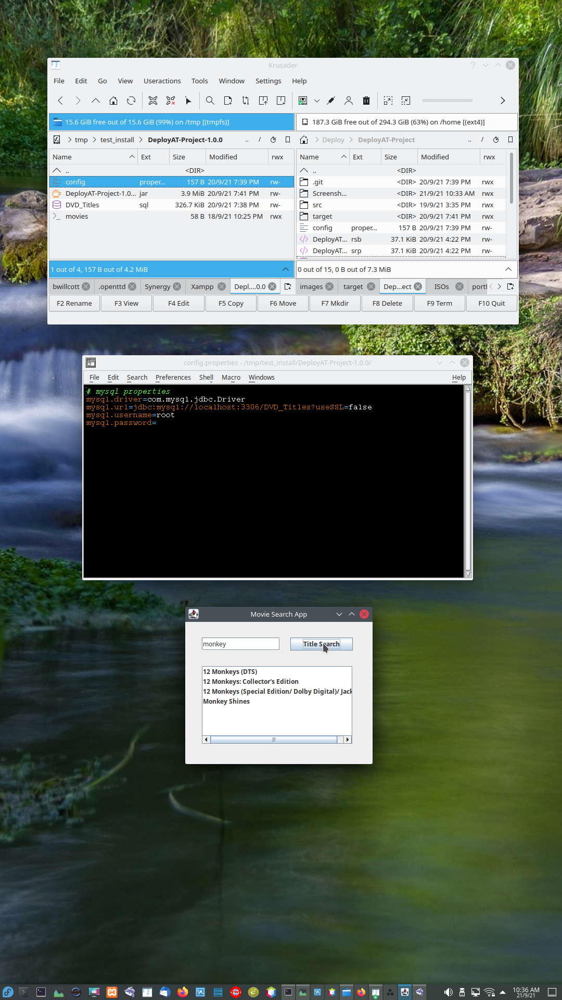 Krusader
File Edit Go View Useractions Tools Window Settings Help
15.6 GiB free out of 15.6 GiB (99%) on /tmp [(tmpfs)]
187.3 GiB free out of 294.3 GiB (63%) on /home [(ext4)]
tmp test_install DeployAT-Project-1.0.0 .. /
Deploy DeployAT-Project .. /
Name Ext Size Modified rwx
.. <DIR>
config proper... 157 B 20/9/21 7:39 PM rw-
DeployAT-Project-1.0... jar 3.9 MiB 20/9/21 7:41 PM rw-
DVD_Titles sql 326.7 KiB 20/9/21 7:38 PM rw-
movies 58 B 18/9/21 10:25 PM rwx
Name Ext Size Modified rwx
.. <DIR>
.git <DIR> 20/9/21 7:39 PM rwx
Screensh... <DIR> 21/9/21 10:33 AM rwx
src <DIR> 19/9/21 3:35 PM rwx
target <DIR> 20/9/21 7:41 PM rwx
config proper... 157 B 20/9/21 7:39 PM rw-
DeployAT... rsb 37.1 KiB 20/9/21 4:22 PM rw-
DeployAT... srp 37.1 KiB 20/9/21 4:22 PM rw-
1 out of 4, 157 B out of 4.2 MiB
0 out of 15, 0 B out of 7.3 MiB
bwillcott .openttd Synergy Xampp Depl....0.0
images target Dep...ect ISOs portf
F2 Rename F3 View F4 Edit F5 Copy F6 Move F7 Mkdir F8 Delete F9 Term F10 Quit
config.properties - /tmp/test_install/DeployAT-Project-1.0.0/
File Edit Search Preferences Shell Macro Windows Help
# mysql properties
mysql.driver=com.mysql.jdbc.Driver
mysql.url=jdbc:mysql://localhost:3306/DVD_Titles?useSSL=false
mysql.username=root
mysql.password=
Movie Search App
monkey
Title Search
12 Monkeys (DTS)
12 Monkeys: Collector's Edition
12 Monkeys (Special Edition/ Dolby Digital)/ Jack
Monkey Shines
10:36 AM
21/9/21